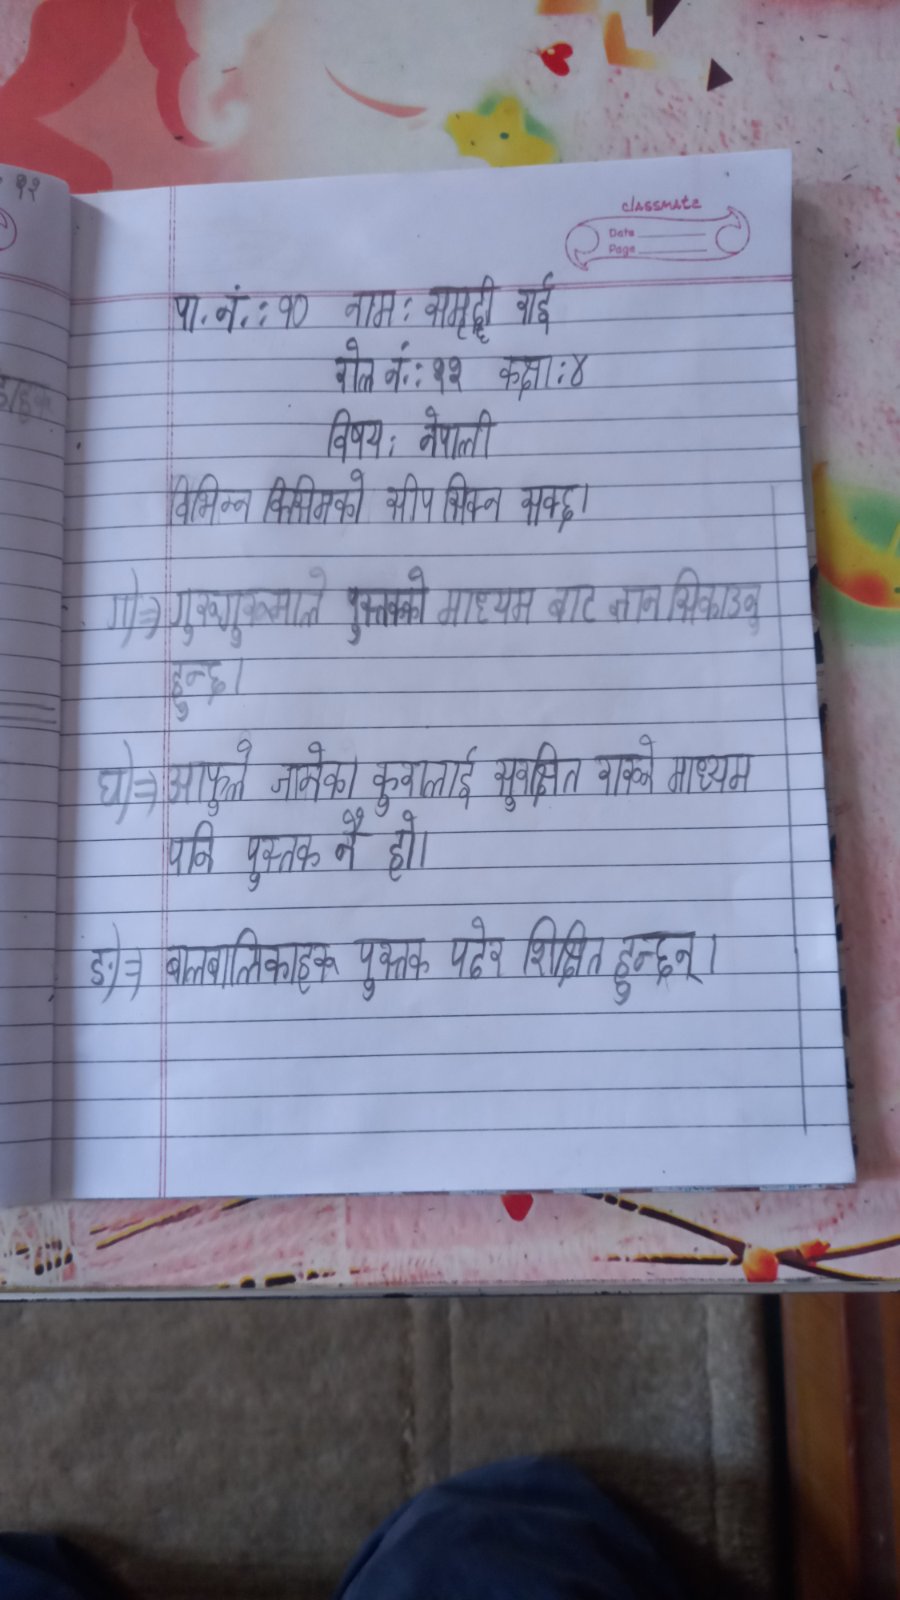 १२
classmate
Date
Page
पा.नं.: १० नाम: समृद्दी राई
रोल नं.: १२ कक्षा: ४
विषय: नेपाली
विभिन्न किसिमको सीप सिक्न सक्छ।
ग)⇒ गुरुगुरुमाले पुस्तकको माध्यम बाट ज्ञान सिकाउनु
हुन्छ।
घ)⇒ आफुले जानेका कुरालाई सुरक्षित राख्ने माध्यम
पनि पुस्तक नै हो।
ङ)⇒ बालबालिकाहरू पुस्तक पढेर शिक्षित हुन्छन्।